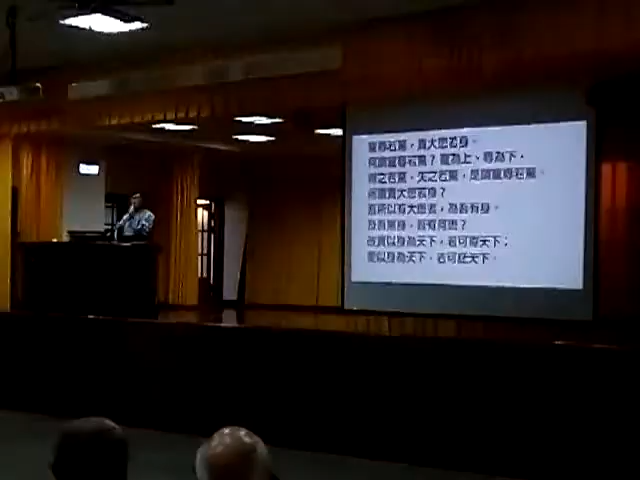 寵辱若驚，貴大患若身。
何謂寵辱若驚？寵為上，辱為下，
得之若驚，失之若驚，是謂寵辱若驚。
何謂貴大患若身？
吾所以有大患者，為吾有身。
及吾無身，吾有何患？
故貴以身為天下，若可寄天下；
愛以身為天下，若可託天下。